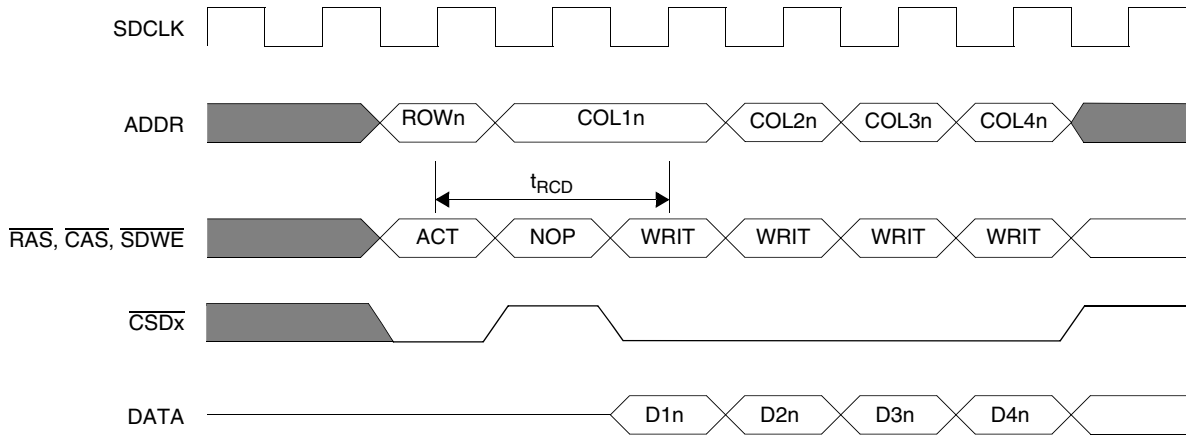 SDCLK
ADDR ROWn COL1n COL2n COL3n COL4n
tRCD
RAS, CAS, SDWE ACT NOP WRIT WRIT WRIT WRIT
CSDx
DATA D1n D2n D3n D4n